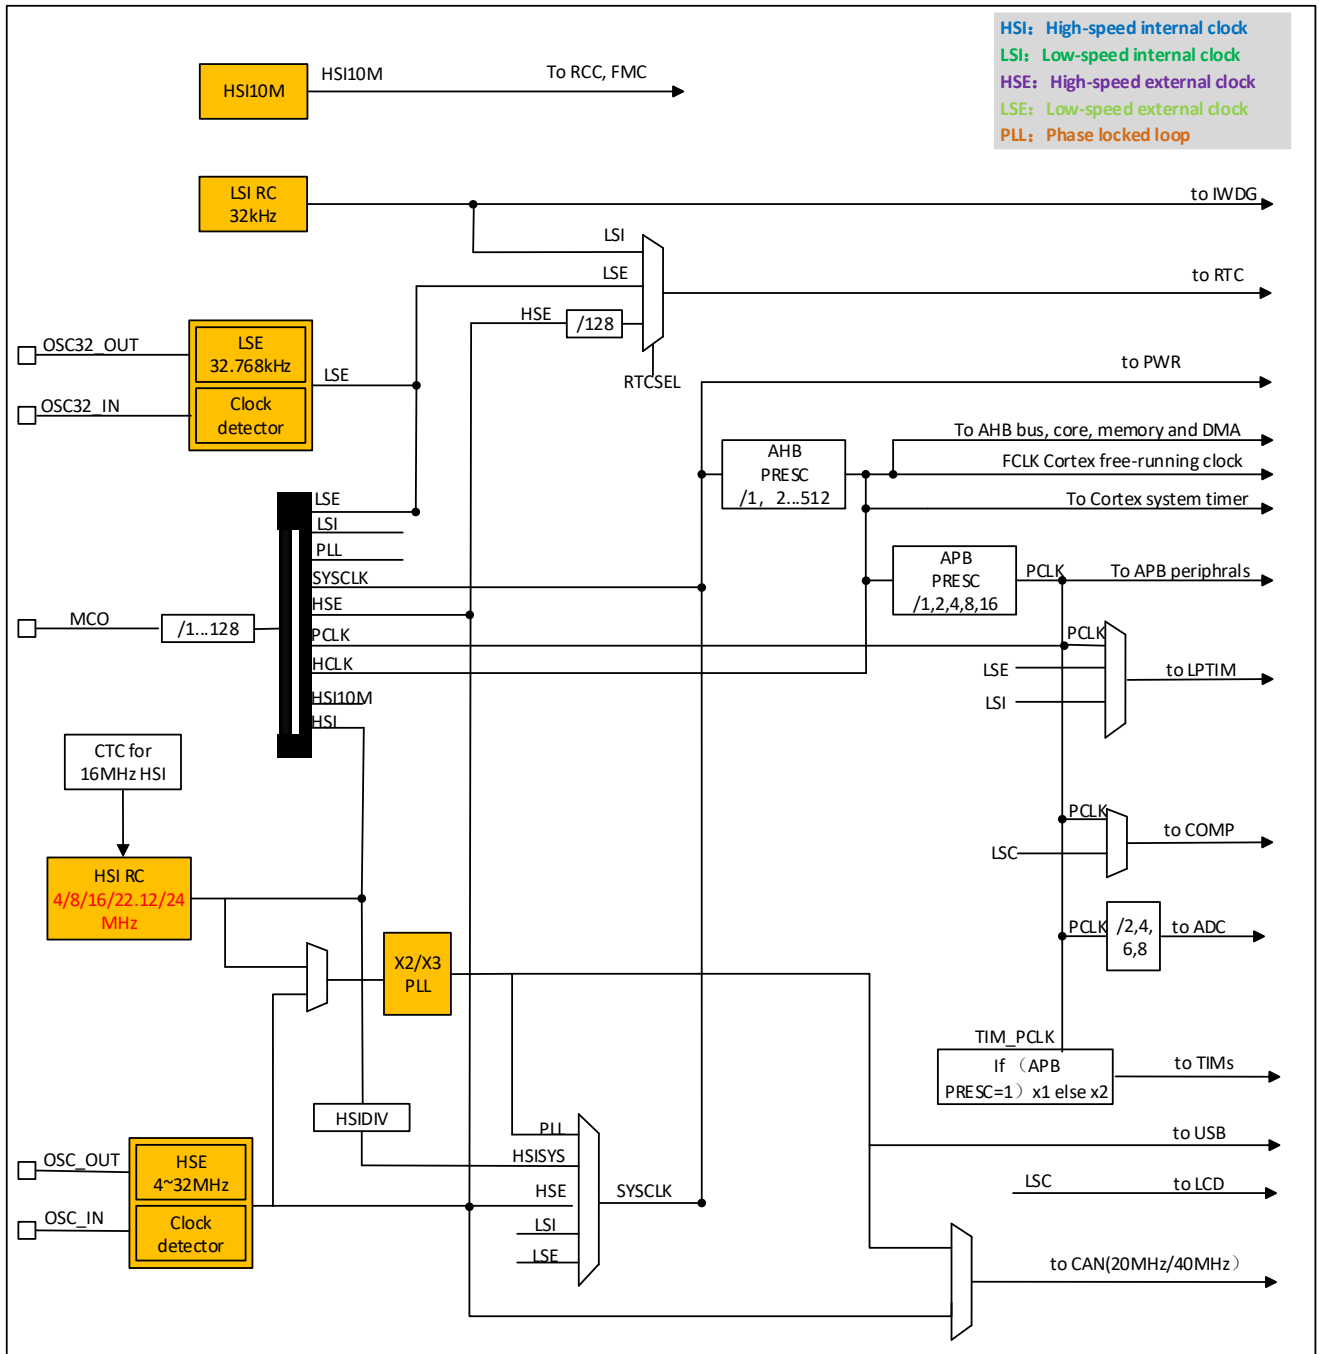 HSI： High-speed internal clock
LSI： Low-speed internal clock
HSE： High-speed external clock
LSE： Low-speed external clock
PLL： Phase locked loop
HSI10M
HSI10M
To RCC, FMC
LSI RC
32kHz
to IWDG
LSI
LSE
HSE
/128
RTCSEL
to RTC
OSC32_OUT
OSC32_IN
LSE
32.768kHz
Clock
detector
LSE
to PWR
AHB
PRESC
/1， 2...512
To AHB bus, core, memory and DMA
FCLK Cortex free-running clock
To Cortex system timer
APB
PRESC
/1,2,4,8,16
PCLK
To APB periphrals
MCO
/1...128
LSE
LSI
PLL
SYSCLK
HSE
PCLK
HCLK
HSI10M
HSI
PCLK
LSE
LSI
to LPTIM
CTC for
16MHz HSI
HSI RC
4/8/16/22.12/24
MHz
PCLK
LSC
to COMP
PCLK
/2,4,
6,8
to ADC
X2/X3
PLL
TIM_PCLK
If （APB
PRESC=1）x1 else x2
to TIMs
HSIDIV
PLL
HSISYS
HSE
LSI
LSE
SYSCLK
to USB
LSC
to LCD
OSC_OUT
OSC_IN
HSE
4~32MHz
Clock
detector
to CAN(20MHz/40MHz）